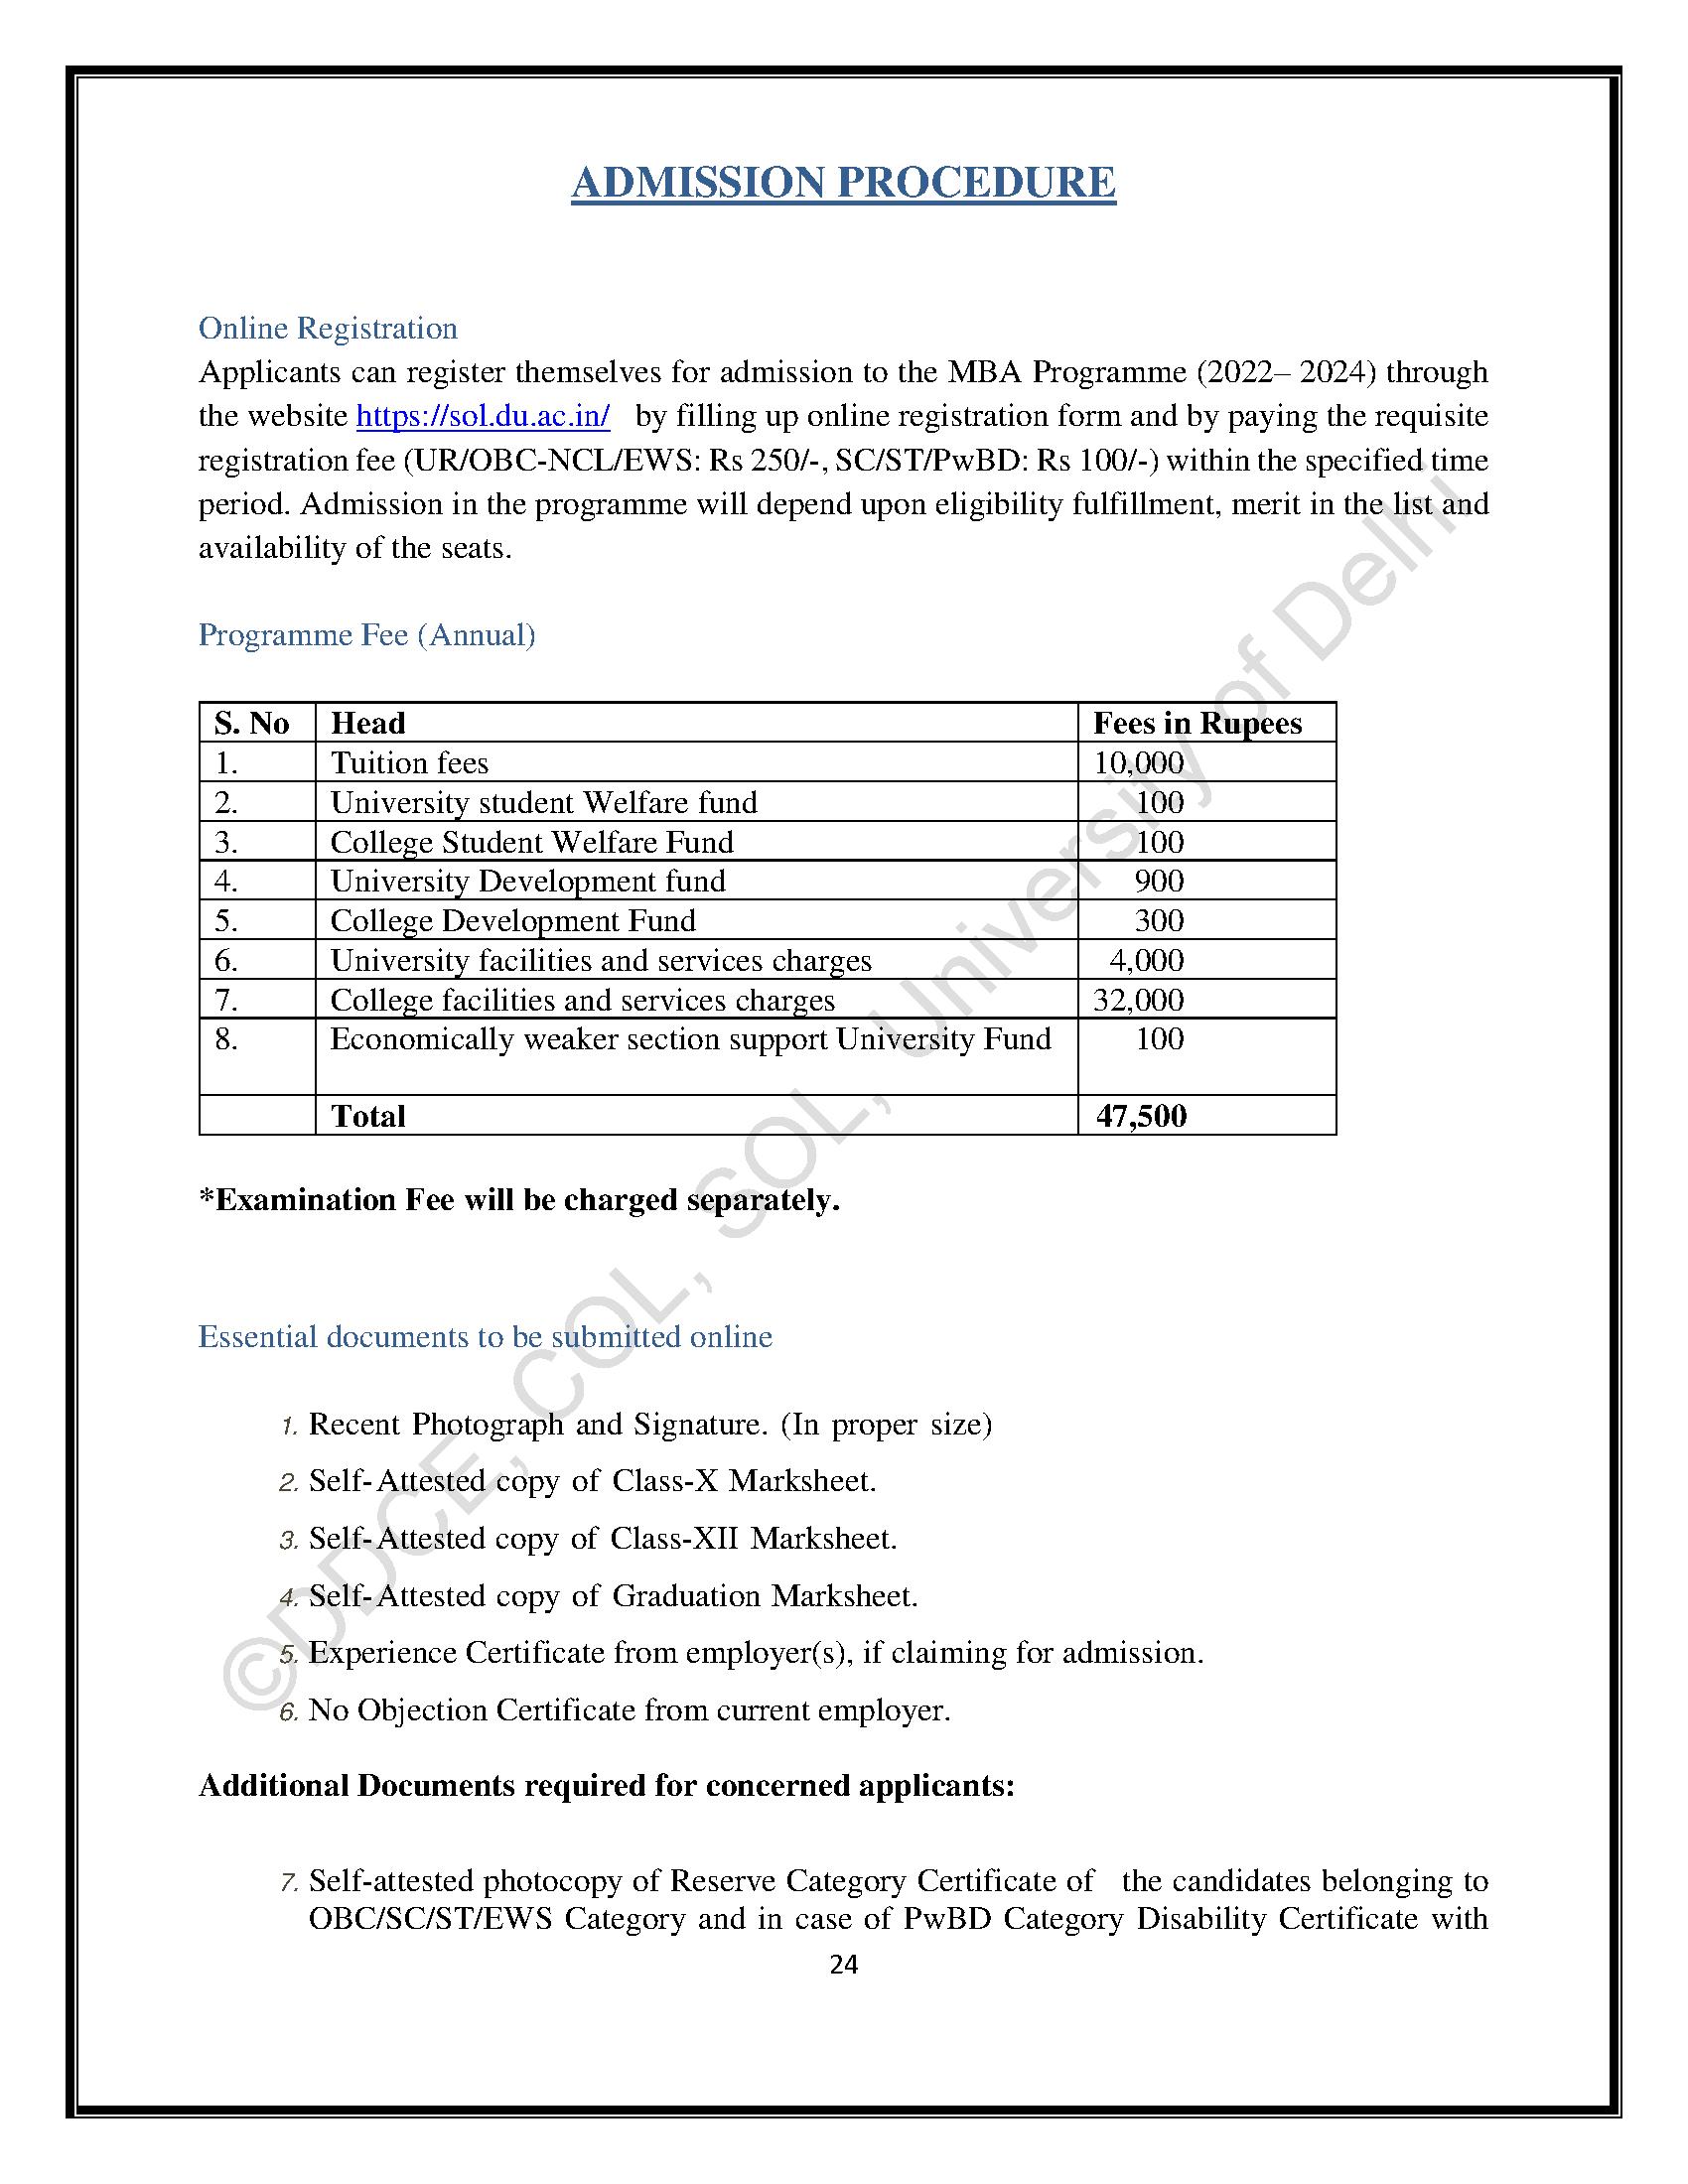 ADMISSION PROCEDURE
Online Registration
Applicants can register themselves for admission to the MBA Programme (2022– 2024) through
the website https://sol.du.ac.in/ by filling up online registration form and by paying the requisite
registration fee (UR/OBC-NCL/EWS: Rs 250/-, SC/ST/PwBD: Rs 100/-) within the specified time
period. Admission in the programme will depend upon eligibility fulfillment, merit in the list and
availability of the seats.
Programme Fee (Annual)
S. No Head Fees in Rupees
1. Tuition fees 10,000
2. University student Welfare fund 100
3. College Student Welfare Fund 100
4. University Development fund 900
5. College Development Fund 300
6. University facilities and services charges 4,000
7. College facilities and services charges 32,000
8. Economically weaker section support University Fund 100
Total 47,500
*Examination Fee will be charged separately.
Essential documents to be submitted online
1. Recent Photograph and Signature. (In proper size)
2. Self-Attested copy of Class-X Marksheet.
3. Self-Attested copy of Class-XII Marksheet.
4. Self-Attested copy of Graduation Marksheet.
5. Experience Certificate from employer(s), if claiming for admission.
6. No Objection Certificate from current employer.
Additional Documents required for concerned applicants:
7. Self-attested photocopy of Reserve Category Certificate of the candidates belonging to
OBC/SC/ST/EWS Category and in case of PwBD Category Disability Certificate with
24
©DDCE, COL, SOL, University of Delhi